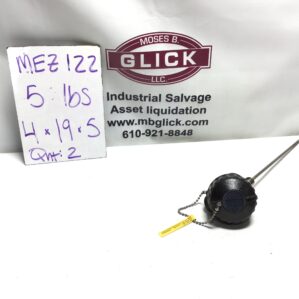 MEZ122
5 lbs
4 x 19 x 5
Qnt: 2
MOSES B.
GLICK
LLC.
Industrial Salvage
Asset liquidation
www.mbglick.com
610-921-8848